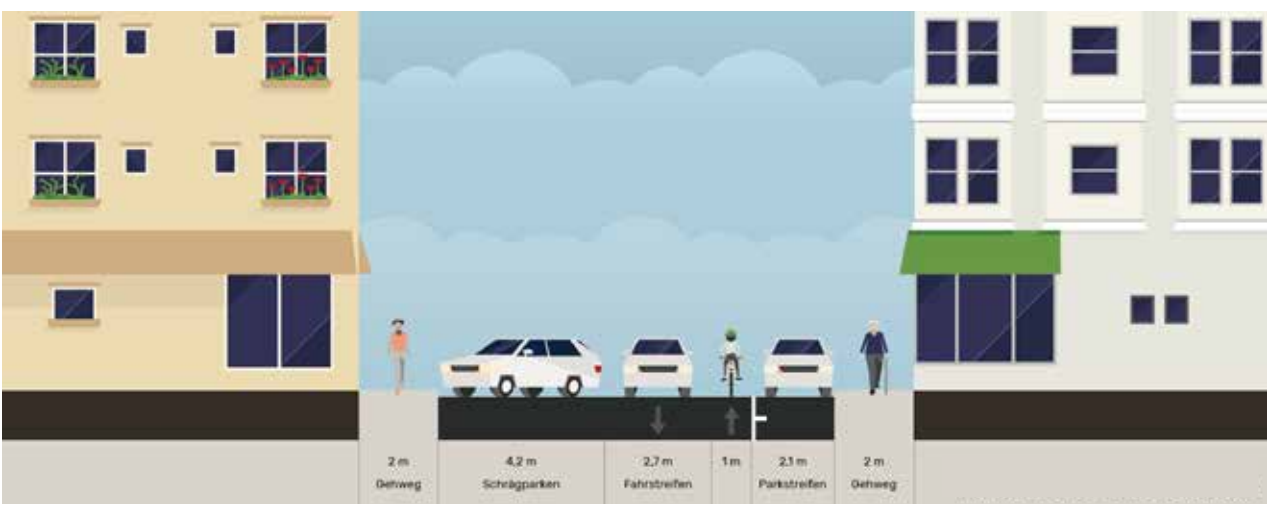 2 m
Gehweg
4,2 m
Schrägparken
2,7 m
Fahrstreifen
1 m
2,1 m
Parkstreifen
2 m
Gehweg